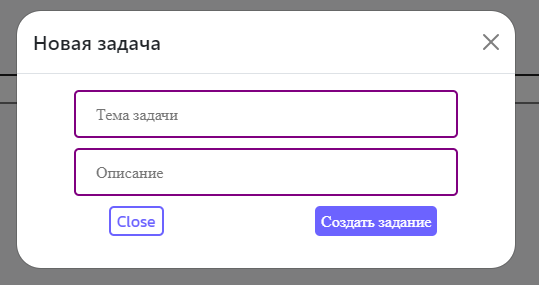 Новая задача
Тема задачи
Описание
Close
Создать задание